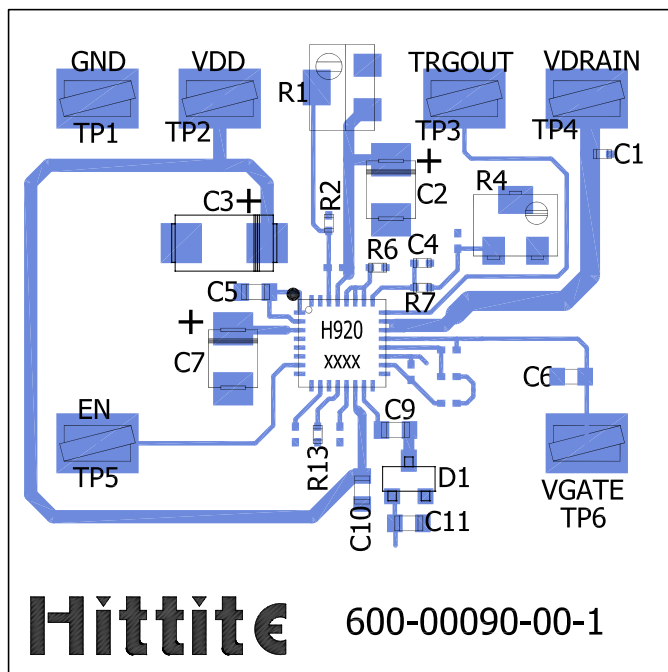 GND
VDD
TRGOUT
VDRAIN
R1
TP1
TP2
TP3
TP4
C1
+
C3
+
R2
C2
R4
R6
C4
C5
R7
+
H920
xxxx
C7
C6
EN
C9
TP5
R13
D1
VGATE
TP6
C10
C11
Hittite
600-00090-00-1